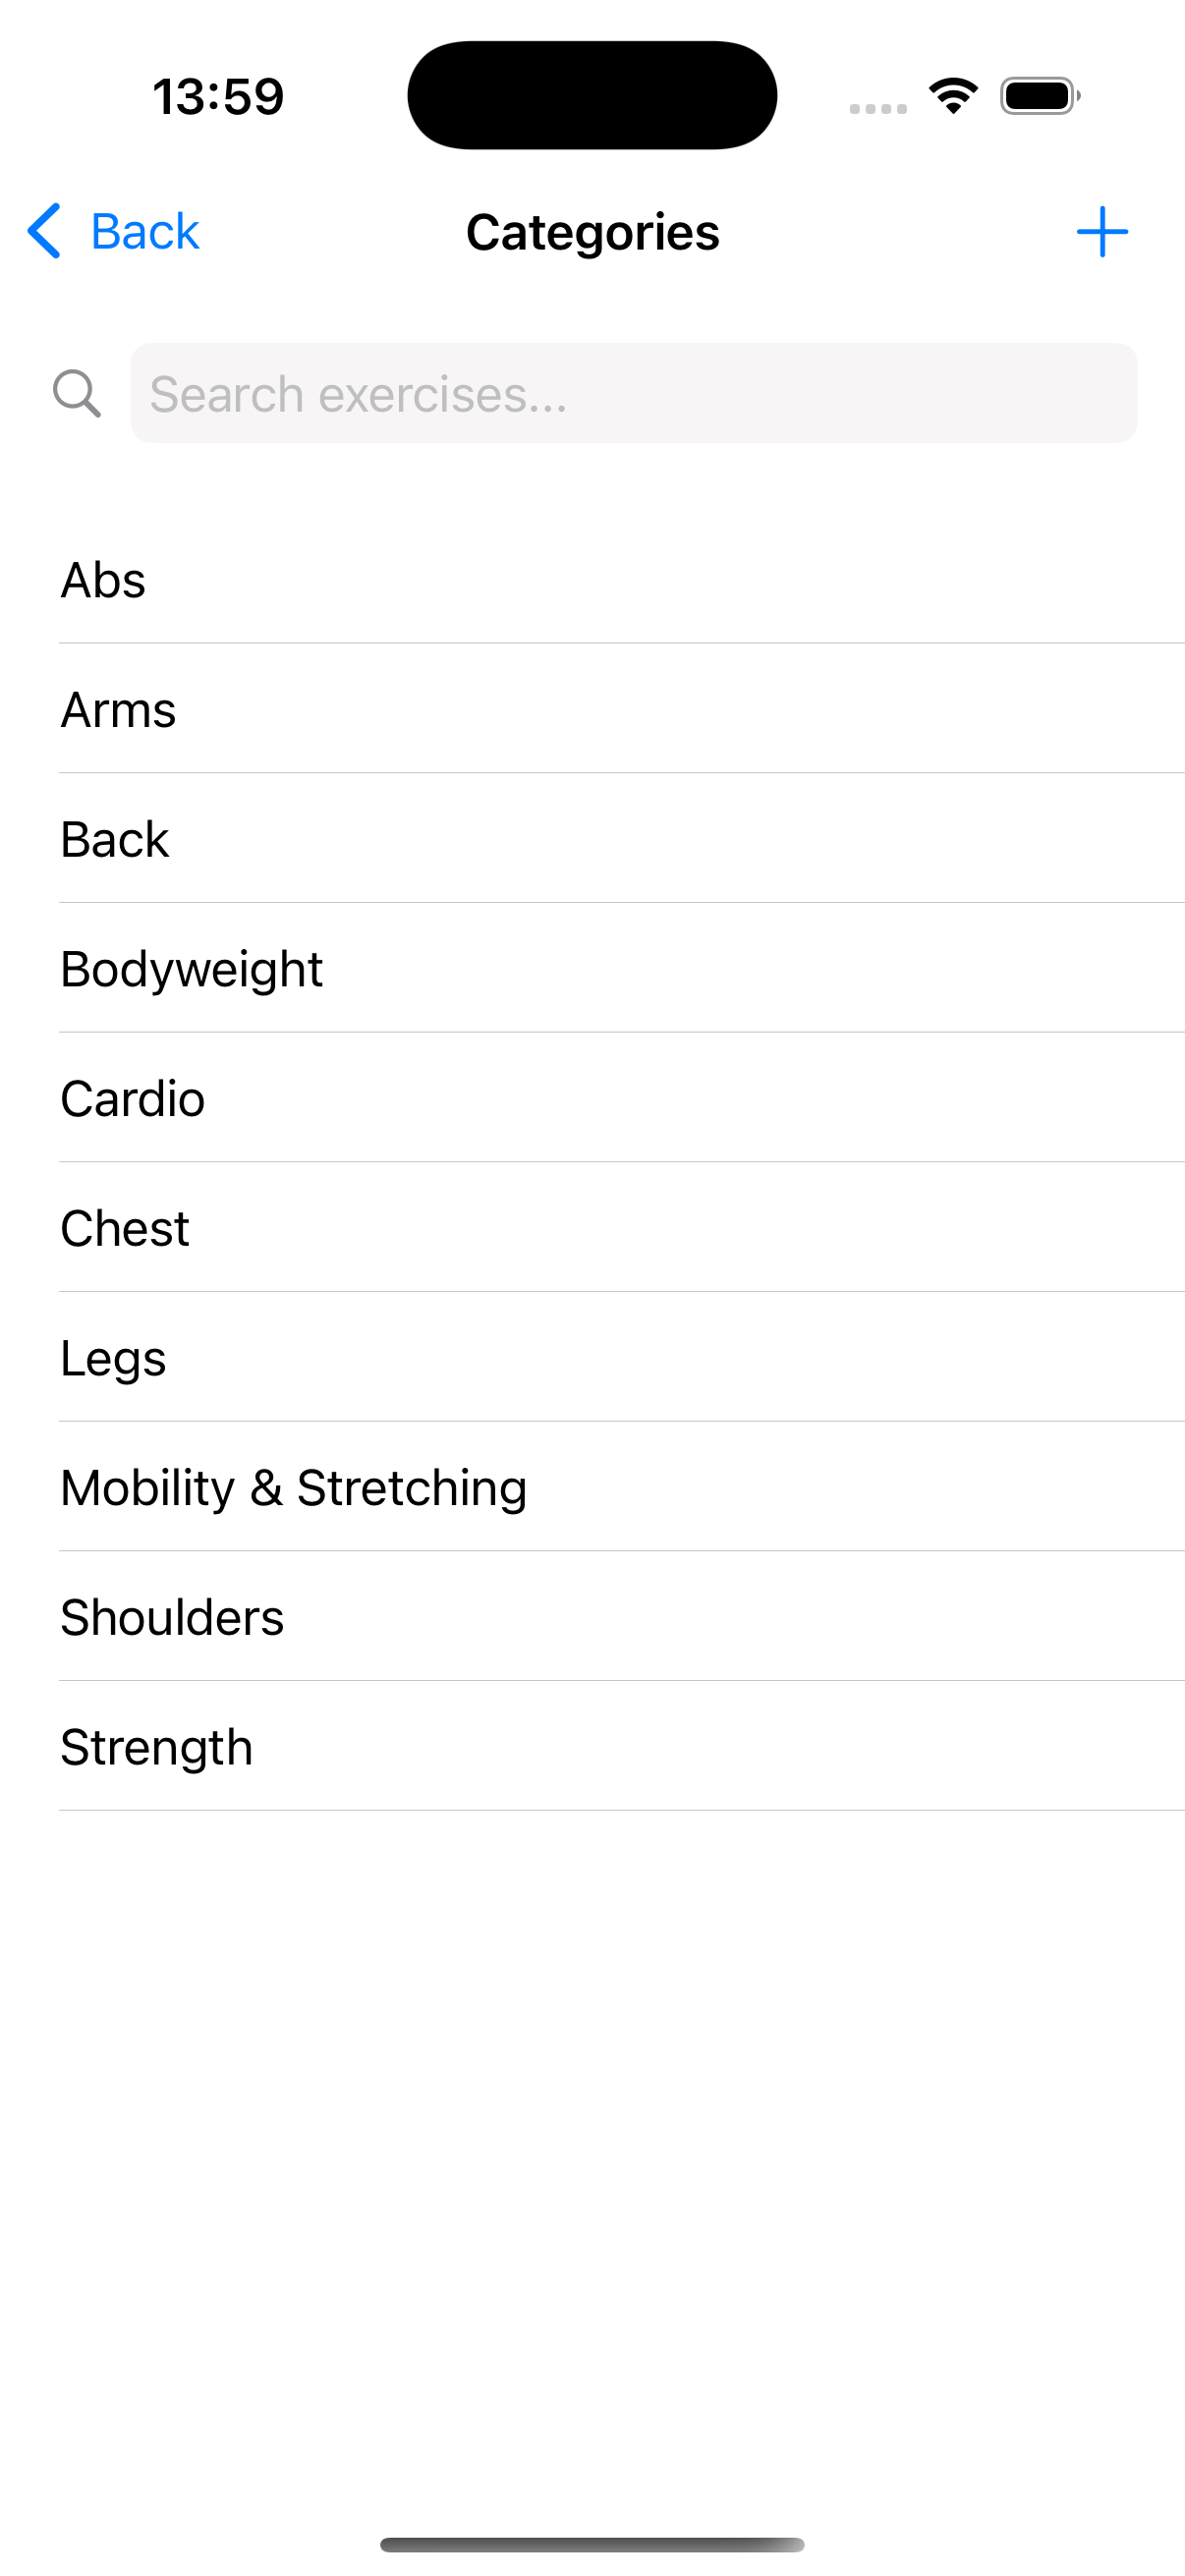 13:59
Back
Categories
Search exercises...
Abs
Arms
Back
Bodyweight
Cardio
Chest
Legs
Mobility & Stretching
Shoulders
Strength